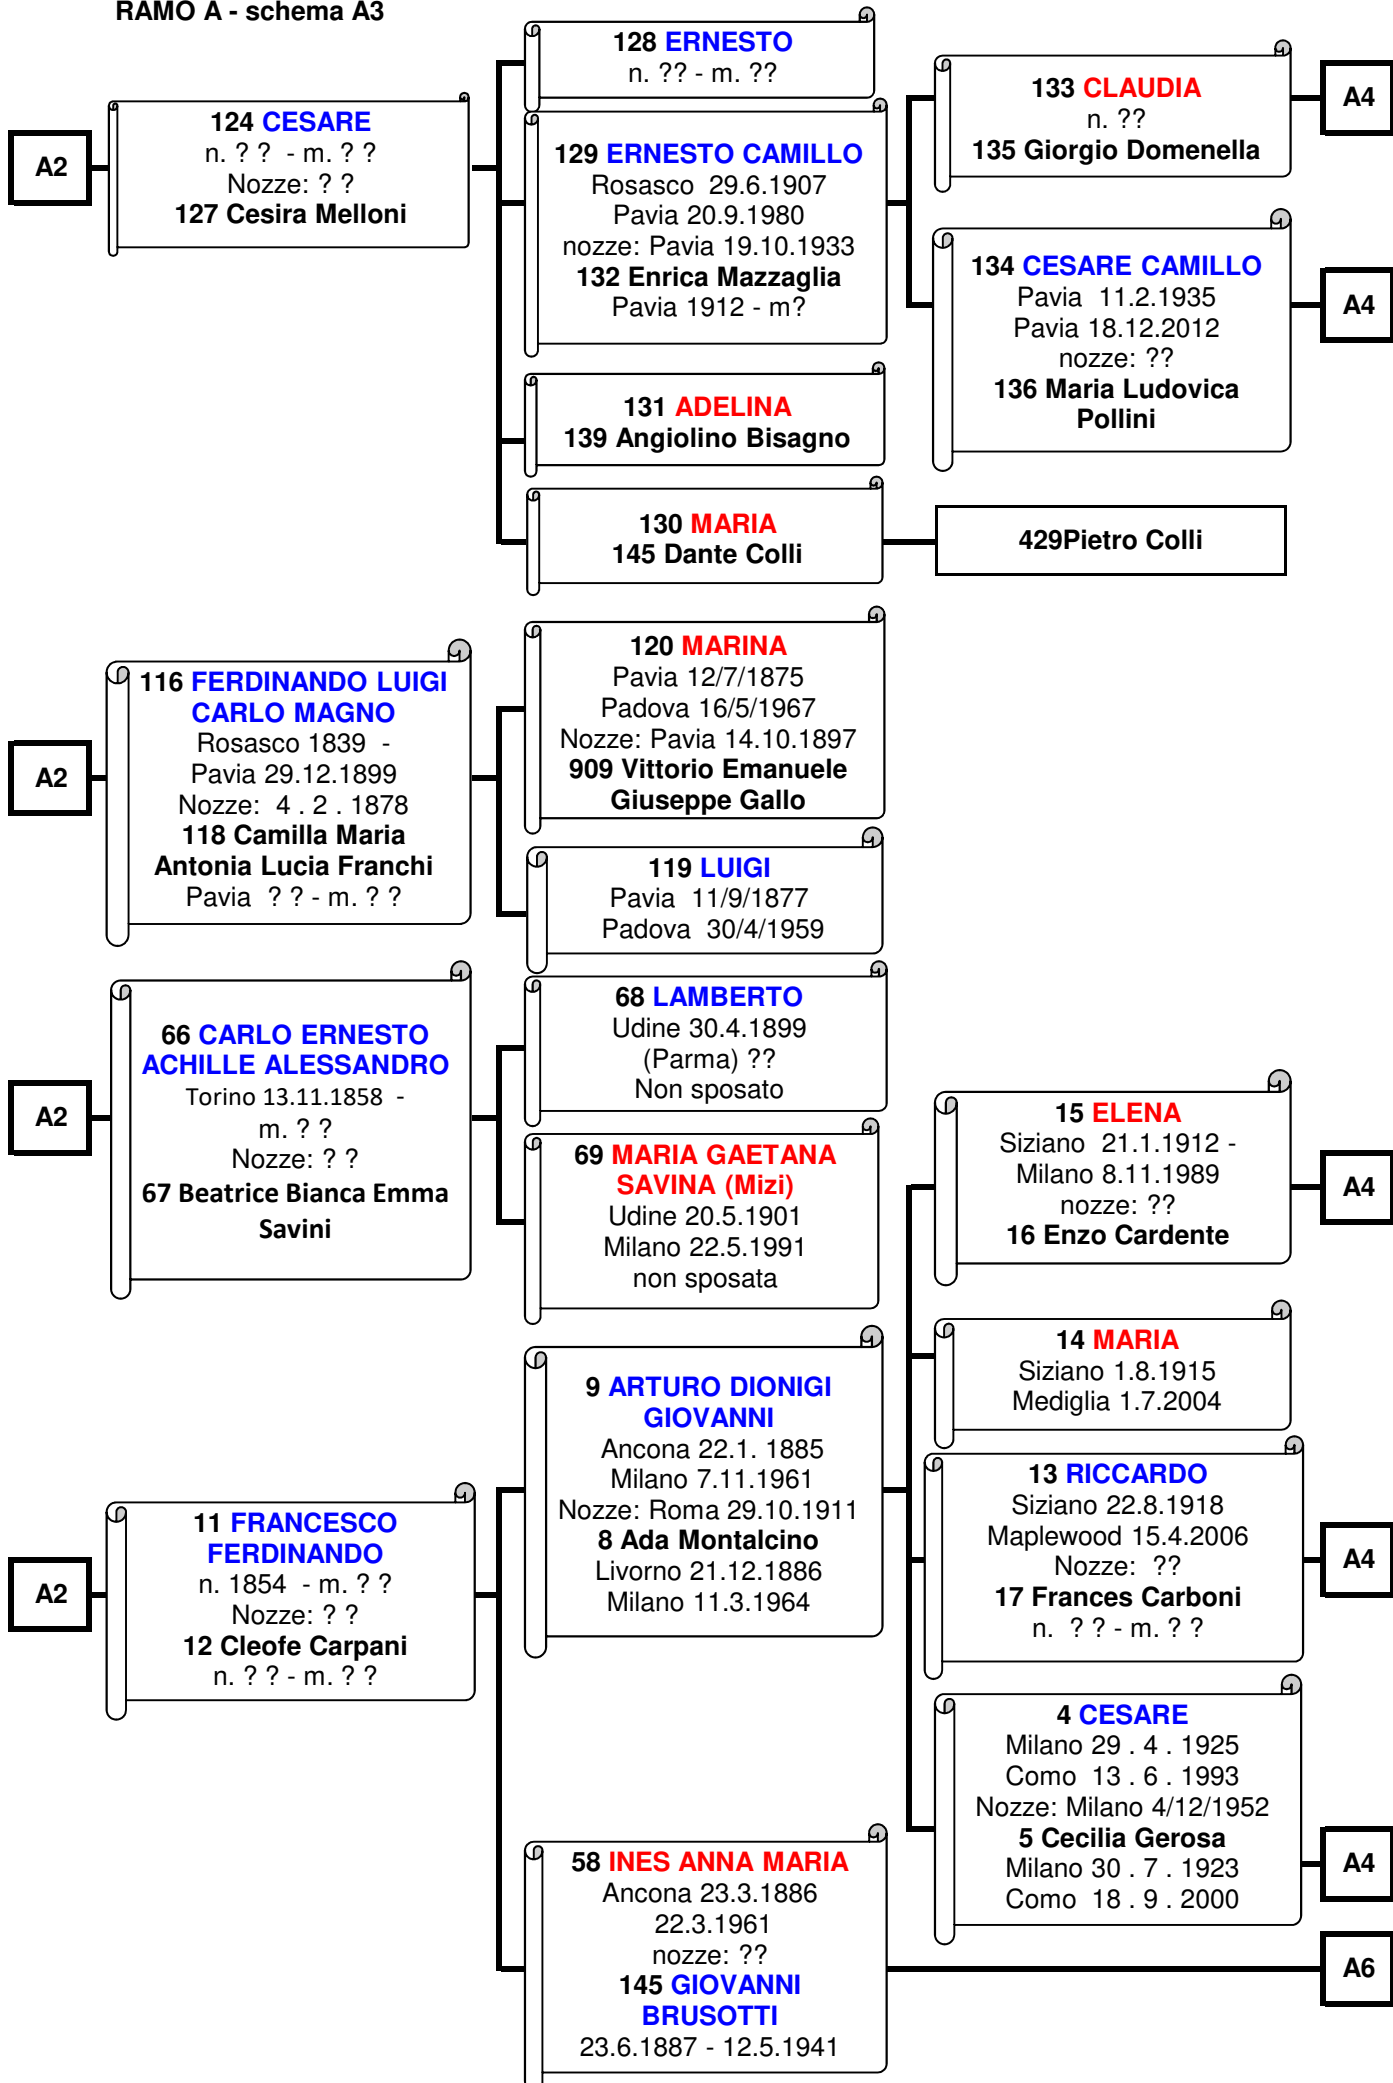 RAMO A - schema A3
A2
124 CESARE
n. ? ? - m. ? ?
Nozze: ? ?
127 Cesira Melloni
128 ERNESTO
n. ?? - m. ??
129 ERNESTO CAMILLO
Rosasco 29.6.1907
Pavia 20.9.1980
nozze: Pavia 19.10.1933
132 Enrica Mazzaglia
Pavia 1912 - m?
131 ADELINA
139 Angiolino Bisagno
130 MARIA
145 Dante Colli
133 CLAUDIA
n. ??
135 Giorgio Domenella
A4
134 CESARE CAMILLO
Pavia 11.2.1935
Pavia 18.12.2012
nozze: ??
136 Maria Ludovica
Pollini
A4
429Pietro Colli
A2
116 FERDINANDO LUIGI
CARLO MAGNO
Rosasco 1839 -
Pavia 29.12.1899
Nozze: 4 . 2 . 1878
118 Camilla Maria
Antonia Lucia Franchi
Pavia ? ? - m. ? ?
120 MARINA
Pavia 12/7/1875
Padova 16/5/1967
Nozze: Pavia 14.10.1897
909 Vittorio Emanuele
Giuseppe Gallo
119 LUIGI
Pavia 11/9/1877
Padova 30/4/1959
A2
66 CARLO ERNESTO
ACHILLE ALESSANDRO
Torino 13.11.1858 -
m. ? ?
Nozze: ? ?
67 Beatrice Bianca Emma
Savini
68 LAMBERTO
Udine 30.4.1899
(Parma) ??
Non sposato
69 MARIA GAETANA
SAVINA (Mizi)
Udine 20.5.1901
Milano 22.5.1991
non sposata
A2
11 FRANCESCO
FERDINANDO
n. 1854 - m. ? ?
Nozze: ? ?
12 Cleofe Carpani
n. ? ? - m. ? ?
9 ARTURO DIONIGI
GIOVANNI
Ancona 22.1. 1885
Milano 7.11.1961
Nozze: Roma 29.10.1911
8 Ada Montalcino
Livorno 21.12.1886
Milano 11.3.1964
58 INES ANNA MARIA
Ancona 23.3.1886
22.3.1961
nozze: ??
145 GIOVANNI
BRUSOTTI
23.6.1887 - 12.5.1941
15 ELENA
Siziano 21.1.1912 -
Milano 8.11.1989
nozze: ??
16 Enzo Cardente
A4
14 MARIA
Siziano 1.8.1915
Mediglia 1.7.2004
13 RICCARDO
Siziano 22.8.1918
Maplewood 15.4.2006
Nozze: ??
17 Frances Carboni
n. ? ? - m. ? ?
A4
4 CESARE
Milano 29 . 4 . 1925
Como 13 . 6 . 1993
Nozze: Milano 4/12/1952
5 Cecilia Gerosa
Milano 30 . 7 . 1923
Como 18 . 9 . 2000
A4
A6